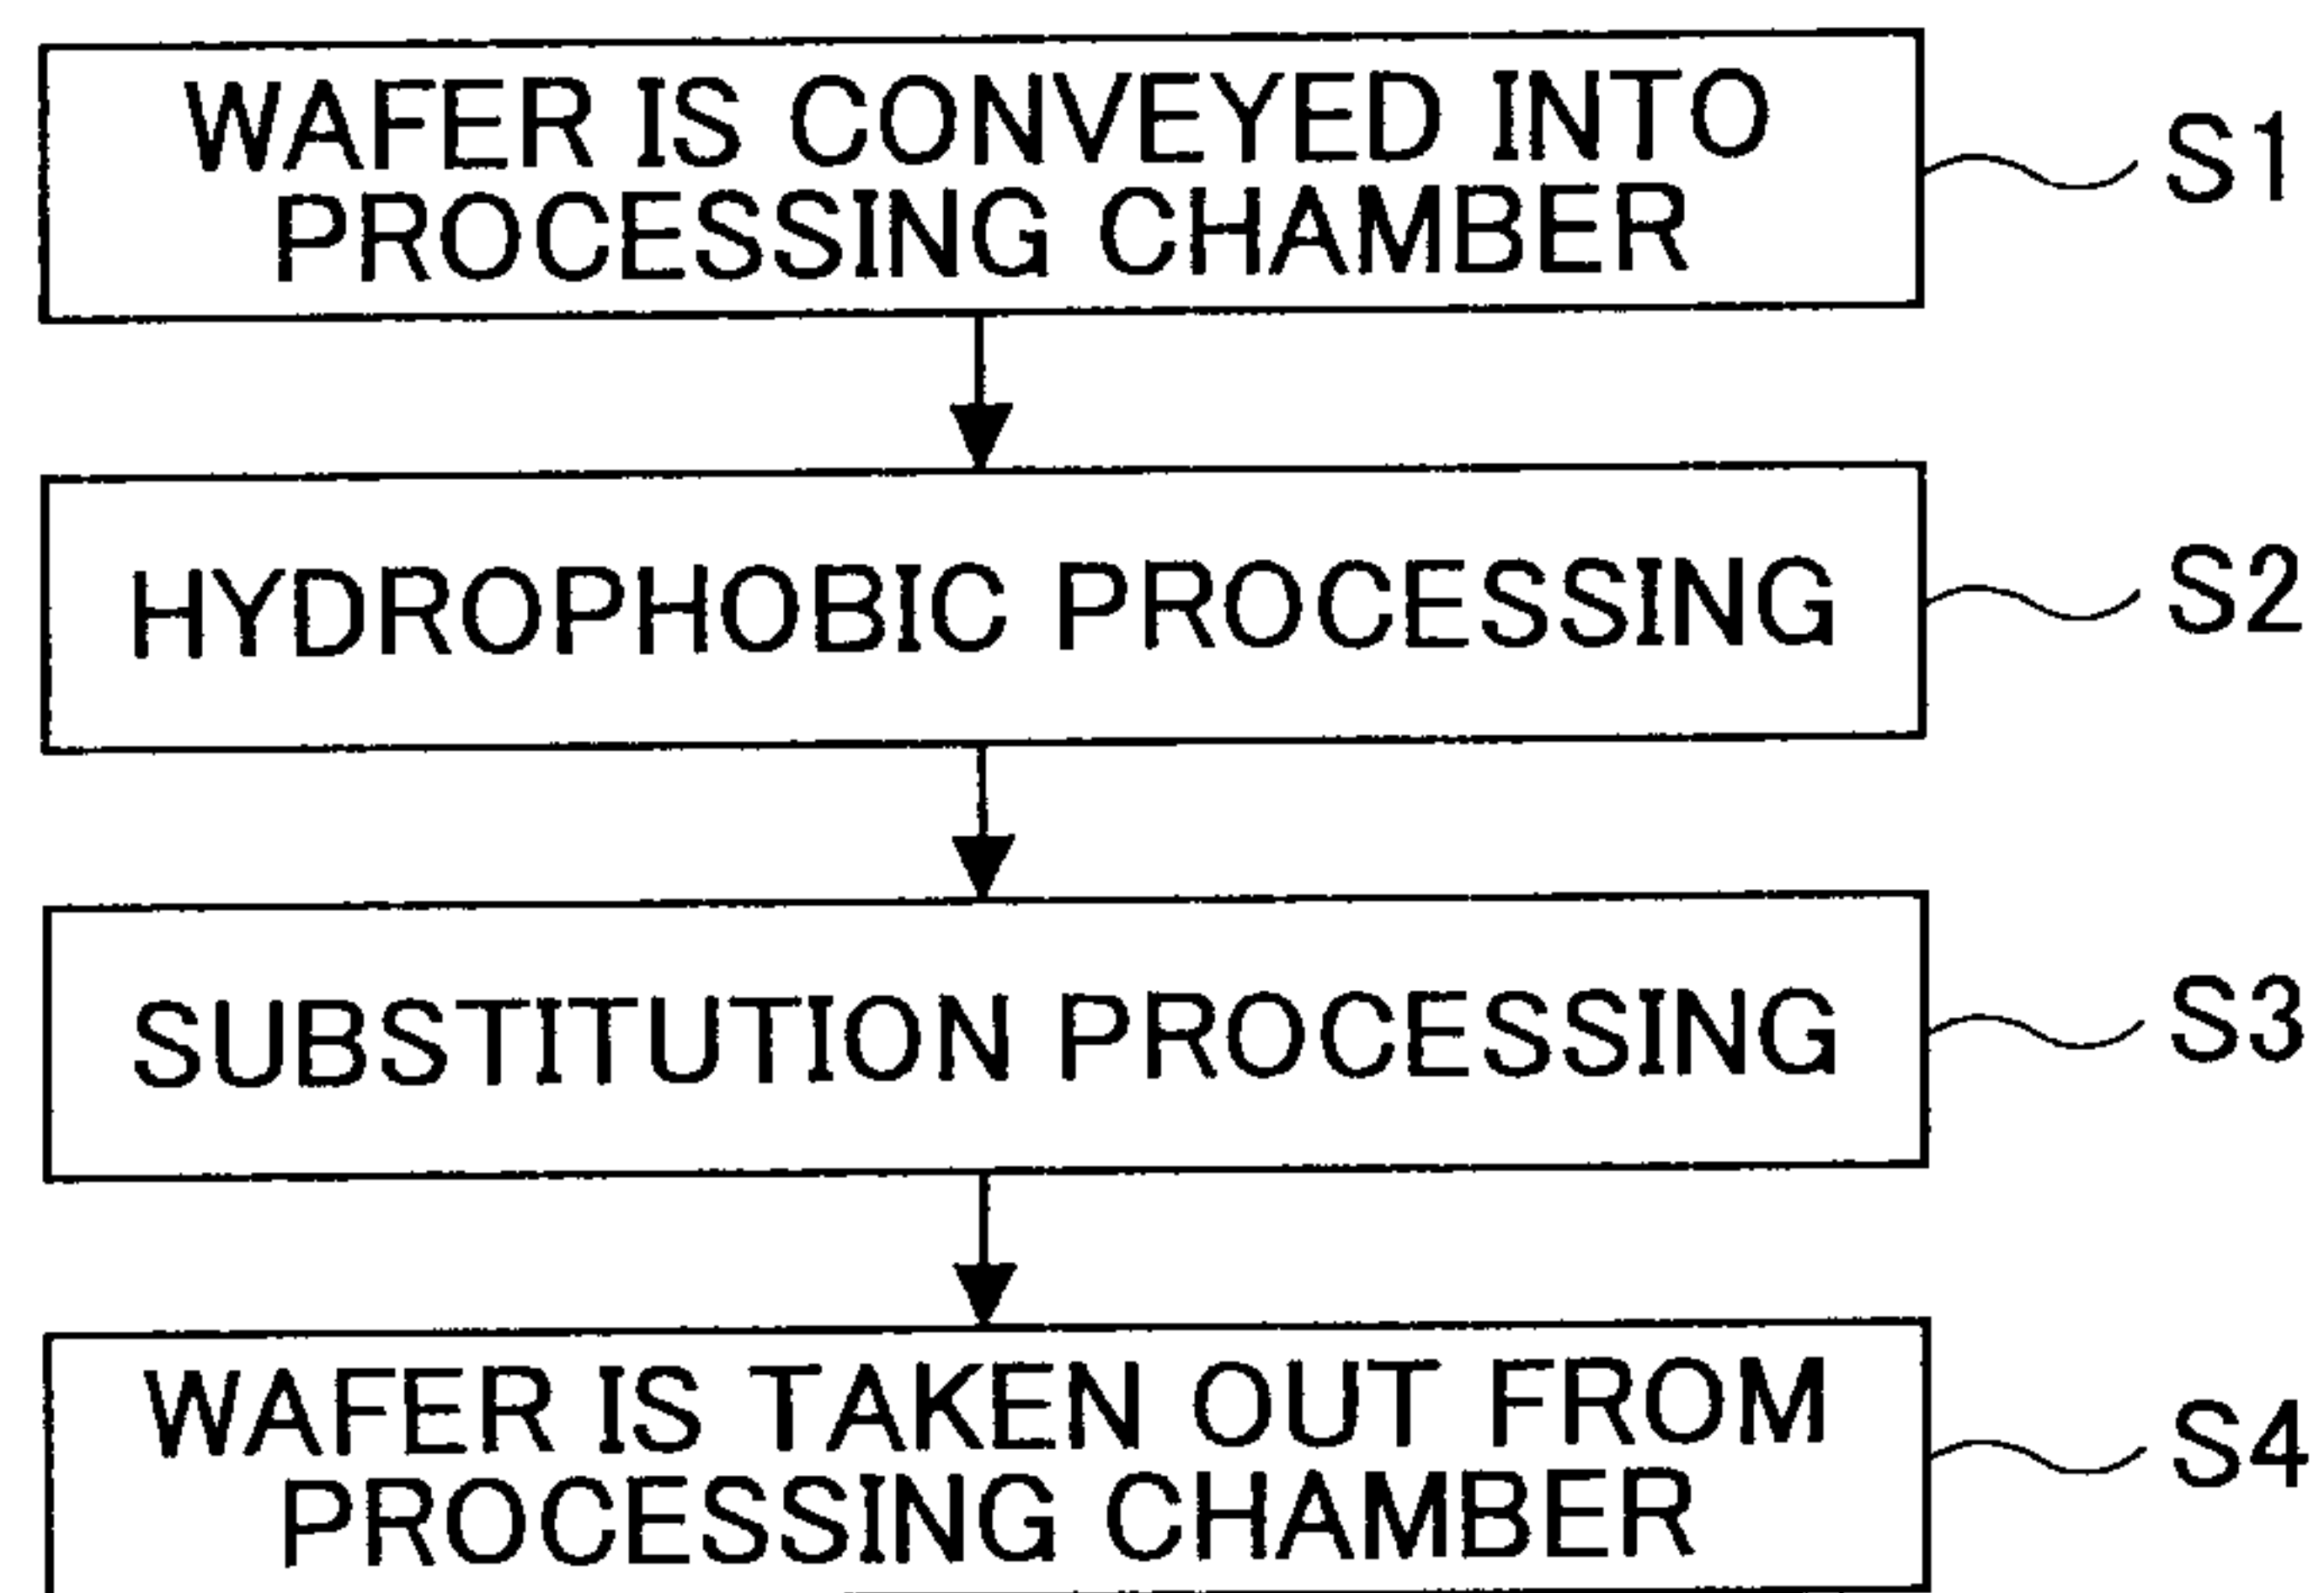 WAFER IS CONVEYED INTO
PROCESSING CHAMBER
S1
HYDROPHOBIC PROCESSING
S2
SUBSTITUTION PROCESSING
S3
WAFER IS TAKEN OUT FROM
PROCESSING CHAMBER
S4